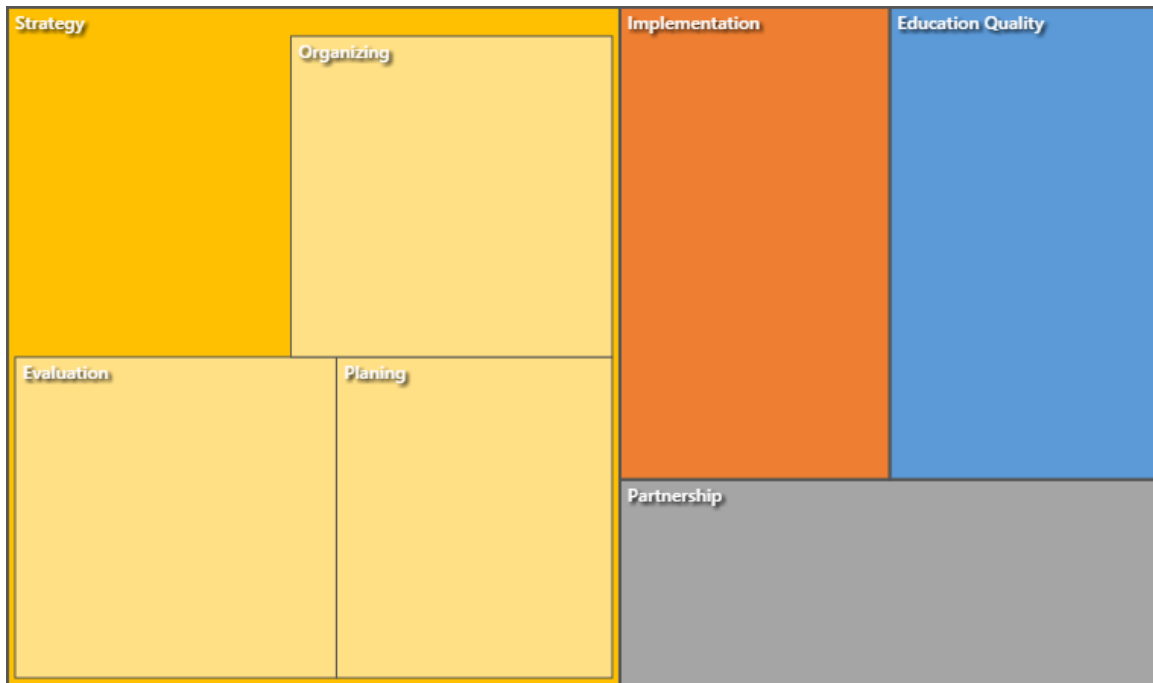 Strategy
Organizing
Evaluation
Planing
Implementation
Education Quality
Partnership